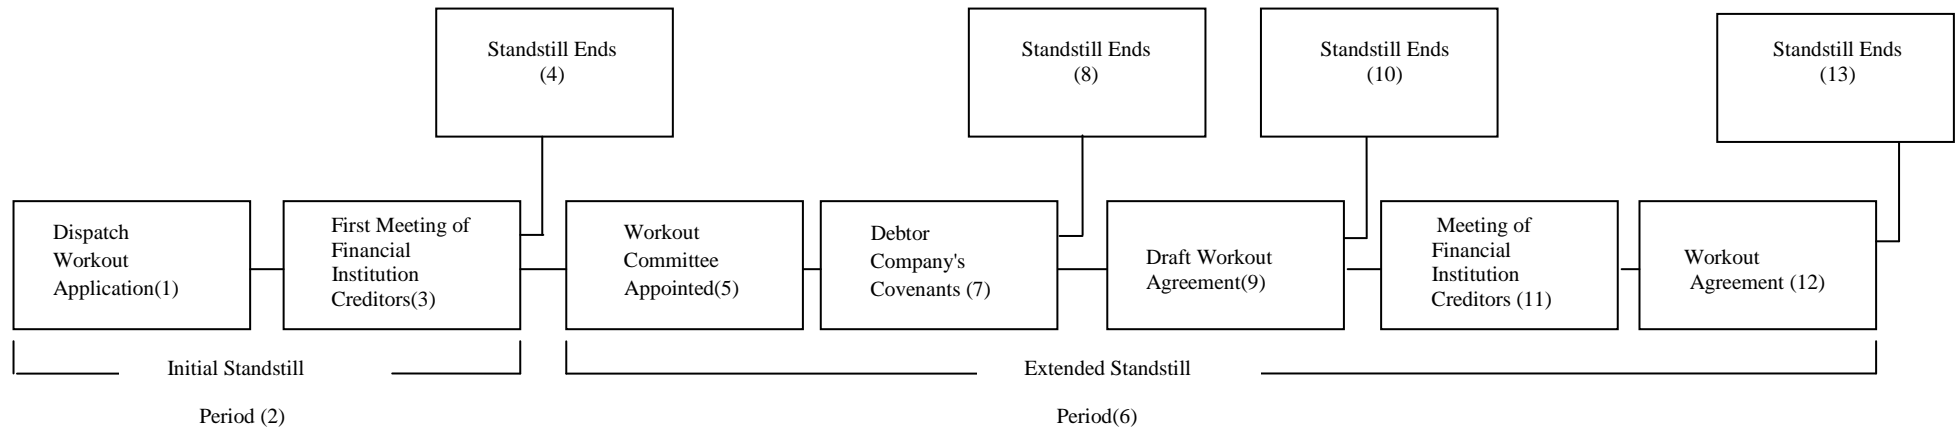 Standstill Ends
(4)
Standstill Ends
(8)
Standstill Ends
(10)
Standstill Ends
(13)
Dispatch
Workout
Application(1)
First Meeting of
Financial
Institution
Creditors(3)
Workout
Committee
Appointed(5)
Debtor
Company's
Covenants (7)
Draft Workout
Agreement(9)
Meeting of
Financial
Institution
Creditors (11)
Workout
Agreement (12)
Initial Standstill
Period (2)
Extended Standstill
Period(6)